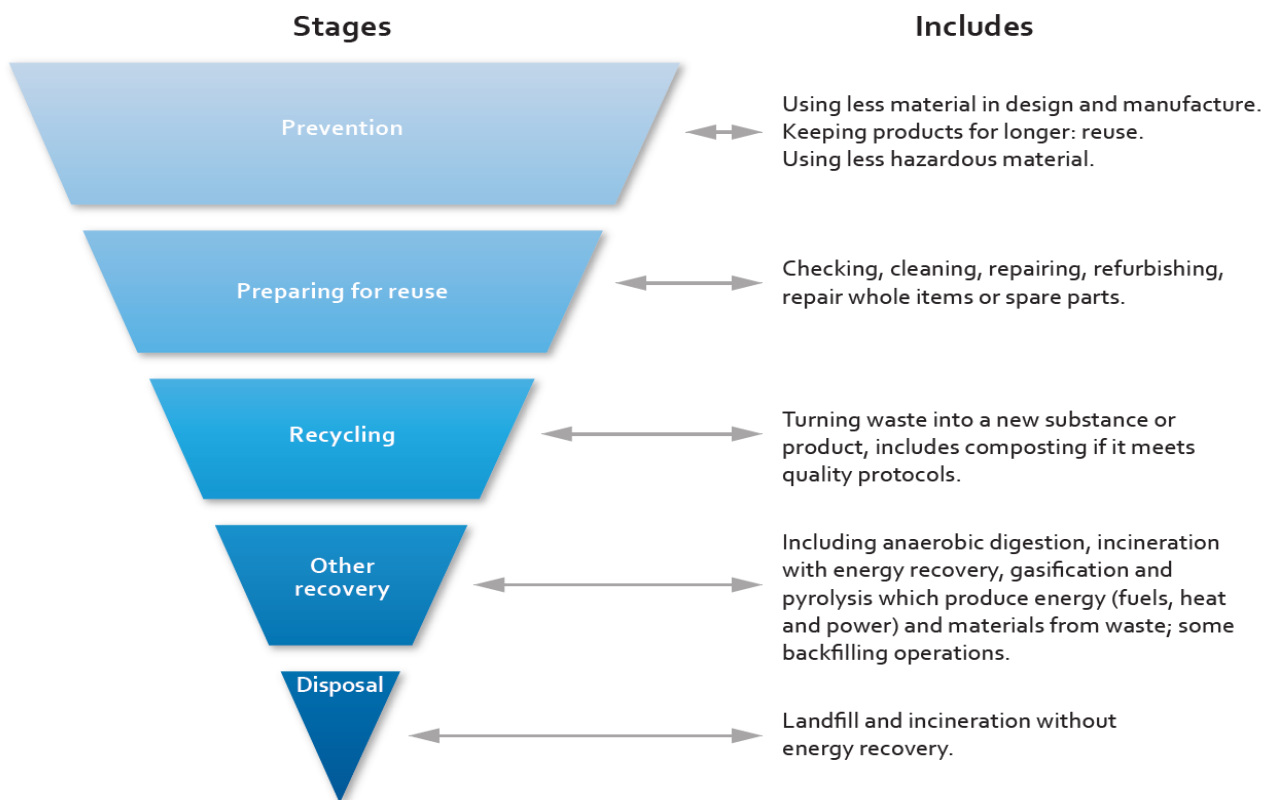 Stages
Includes
Prevention
Using less material in design and manufacture.
Keeping products for longer: reuse.
Using less hazardous material.
Preparing for reuse
Checking, cleaning, repairing, refurbishing,
repair whole items or spare parts.
Recycling
Turning waste into a new substance or
product, includes composting if it meets
quality protocols.
Other
recovery
Including anaerobic digestion, incineration
with energy recovery, gasification and
pyrolysis which produce energy (fuels, heat
and power) and materials from waste; some
backfilling operations.
Disposal
Landfill and incineration without
energy recovery.